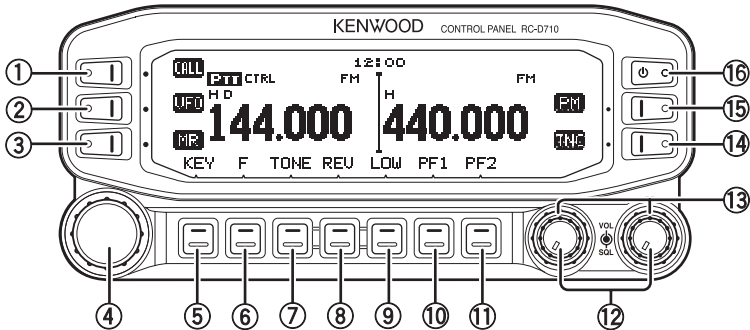 KENWOOD CONTROL PANEL RC-D710
12:00
CALL PTT CTRL FM FM
H D H
VFO 144.000 440.000 PM
MR TNC
KEY F TONE REV LOW PF1 PF2
VOL
SQL
① ② ③ ④ ⑤ ⑥ ⑦ ⑧ ⑨ ⑩ ⑪ ⑫ ⑬ ⑭ ⑮ ⑯